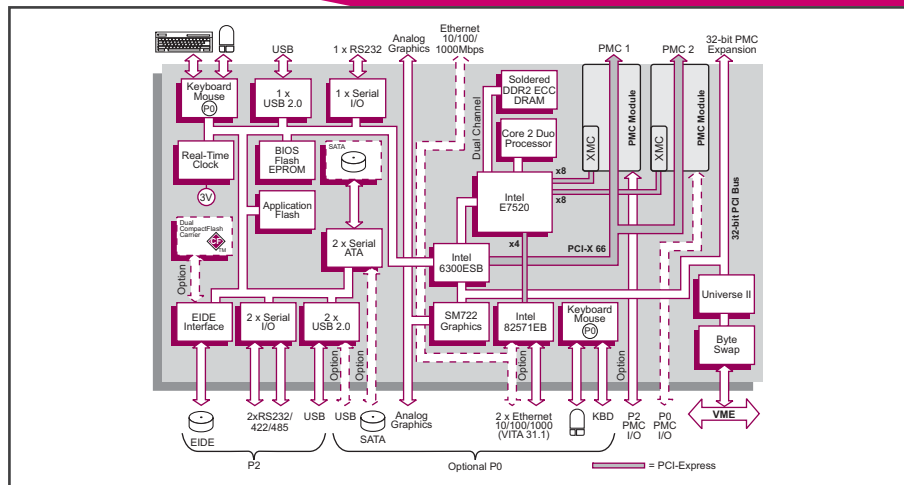 Ethernet
10/100/
1000Mbps
Analog
Graphics
32-bit PMC
Expansion
USB
1 x RS232
PMC 1
PMC 2
Keyboard
Mouse
P0
1 x
USB 2.0
1 x Serial
I/O
Soldered
DDR2 ECC
DRAM
Dual Channel
Core 2 Duo
Processor
XMC
PMC Module
XMC
PMC Module
Real-Time
Clock
3V
BIOS
Flash
EPROM
SATA
x8
x8
Intel
E7520
x4
Application
Flash
Dual
CompactFlash
Carrier
CF
TM
2 x Serial
ATA
Intel
6300ESB
PCI-X 66
32-bit PCI Bus
Option
EIDE
Interface
2 x Serial
I/O
2 x
USB 2.0
SM722
Graphics
Intel
82571EB
Keyboard
Mouse
P0
Universe II
Byte
Swap
Option
Option
Option
Option
EIDE
2xRS232/
422/485
USB
USB
SATA
Analog
Graphics
2 x Ethernet
10/100/1000
(VITA 31.1)
KBD
P2
PMC
I/O
P0
PMC
I/O
VME
P2
Optional P0
= PCI-Express